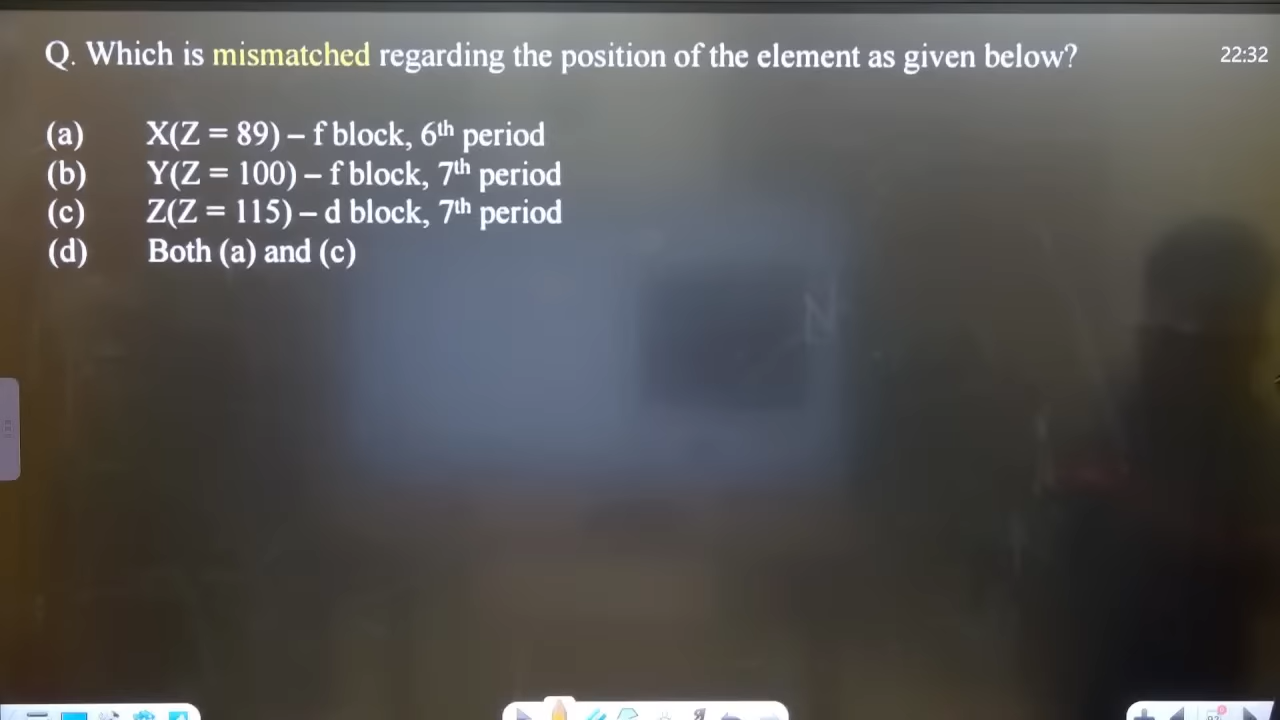 Q. Which is mismatched regarding the position of the element as given below?
22:32
(a) X(Z = 89) – f block, 6th period
(b) Y(Z = 100) – f block, 7th period
(c) Z(Z = 115) – d block, 7th period
(d) Both (a) and (c)